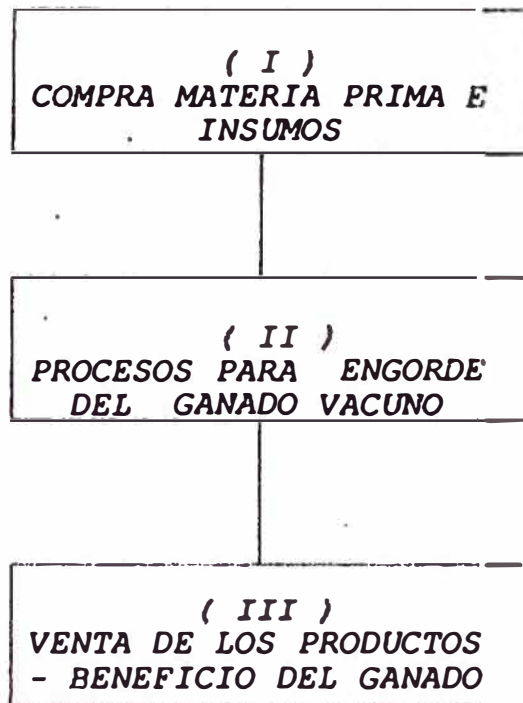 ( I )
COMPRA MATERIA PRIMA E
INSUMOS
( II )
PROCESOS PARA ENGORDE
DEL GANADO VACUNO
( III )
VENTA DE LOS PRODUCTOS
- BENEFICIO DEL GANADO